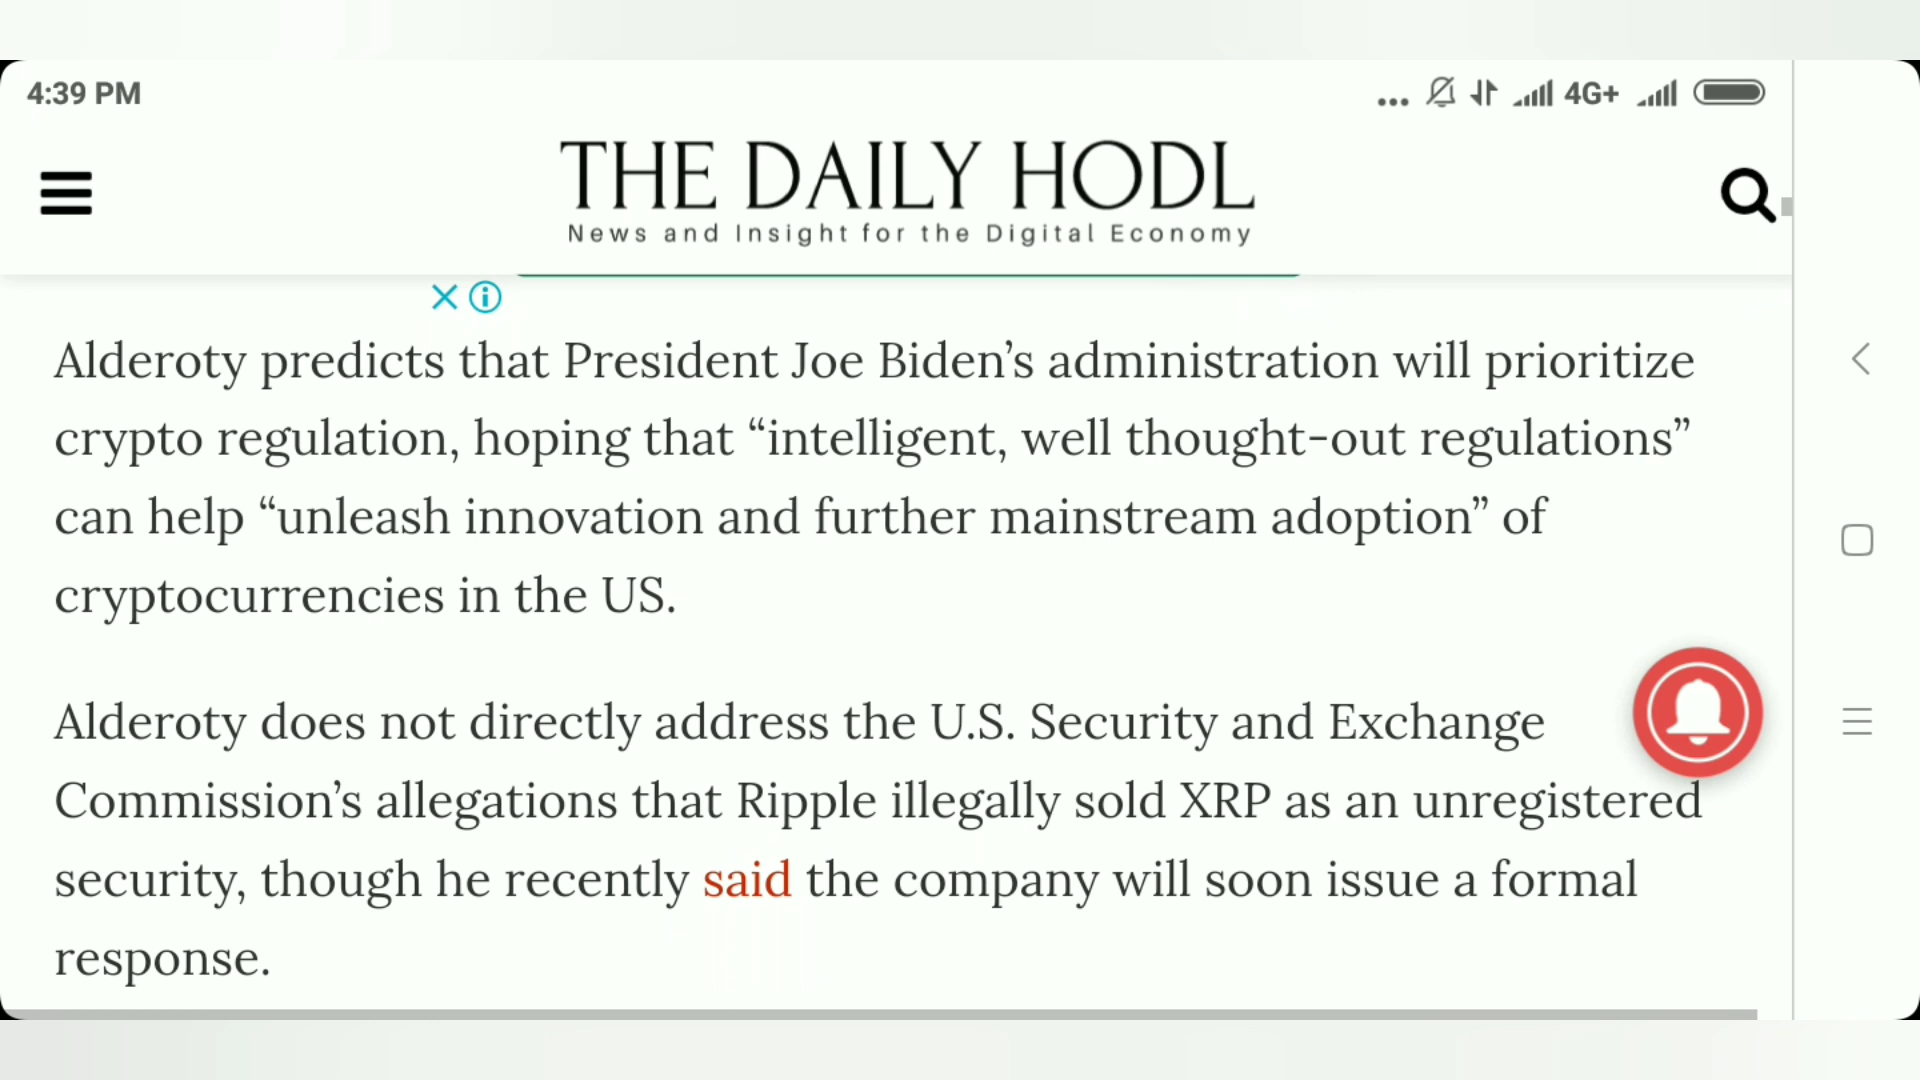 4:39 PM
... 4G+
THE DAILY HODL
News and Insight for the Digital Economy
Alderoty predicts that President Joe Biden’s administration will prioritize
crypto regulation, hoping that “intelligent, well thought-out regulations”
can help “unleash innovation and further mainstream adoption” of
cryptocurrencies in the US.
Alderoty does not directly address the U.S. Security and Exchange
Commission’s allegations that Ripple illegally sold XRP as an unregistered
security, though he recently said the company will soon issue a formal
response.